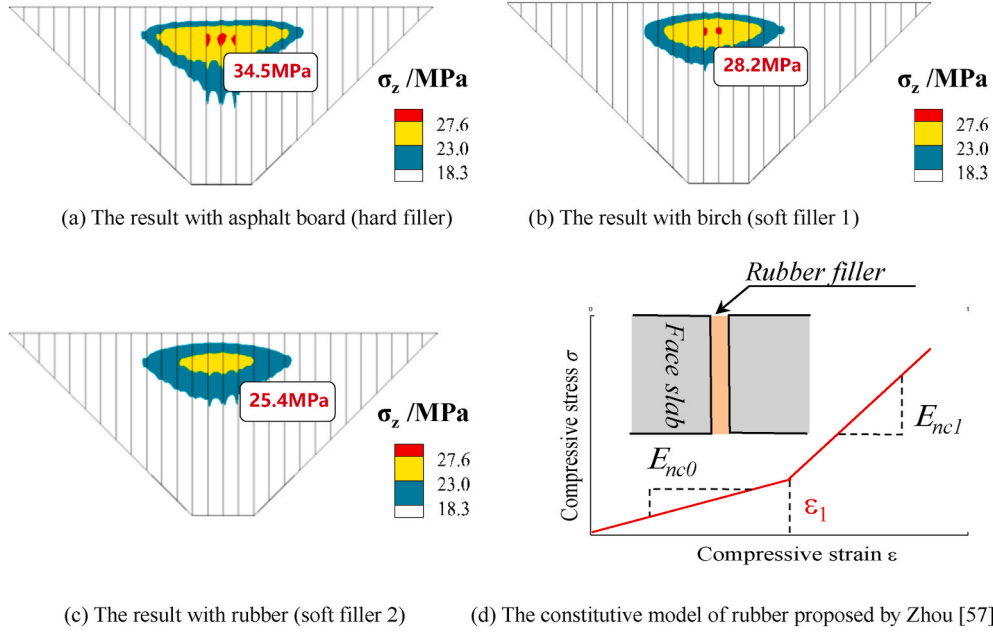 34.5MPa
σz /MPa
27.6
23.0
18.3
(a) The result with asphalt board (hard filler)
28.2MPa
σz /MPa
27.6
23.0
18.3
(b) The result with birch (soft filler 1)
25.4MPa
σz /MPa
27.6
23.0
18.3
(c) The result with rubber (soft filler 2)
Rubber filler
0
1
Face slab
Compressive stress σ
Enc0
Enc1
ε1
Compressive strain ε
(d) The constitutive model of rubber proposed by Zhou [57]